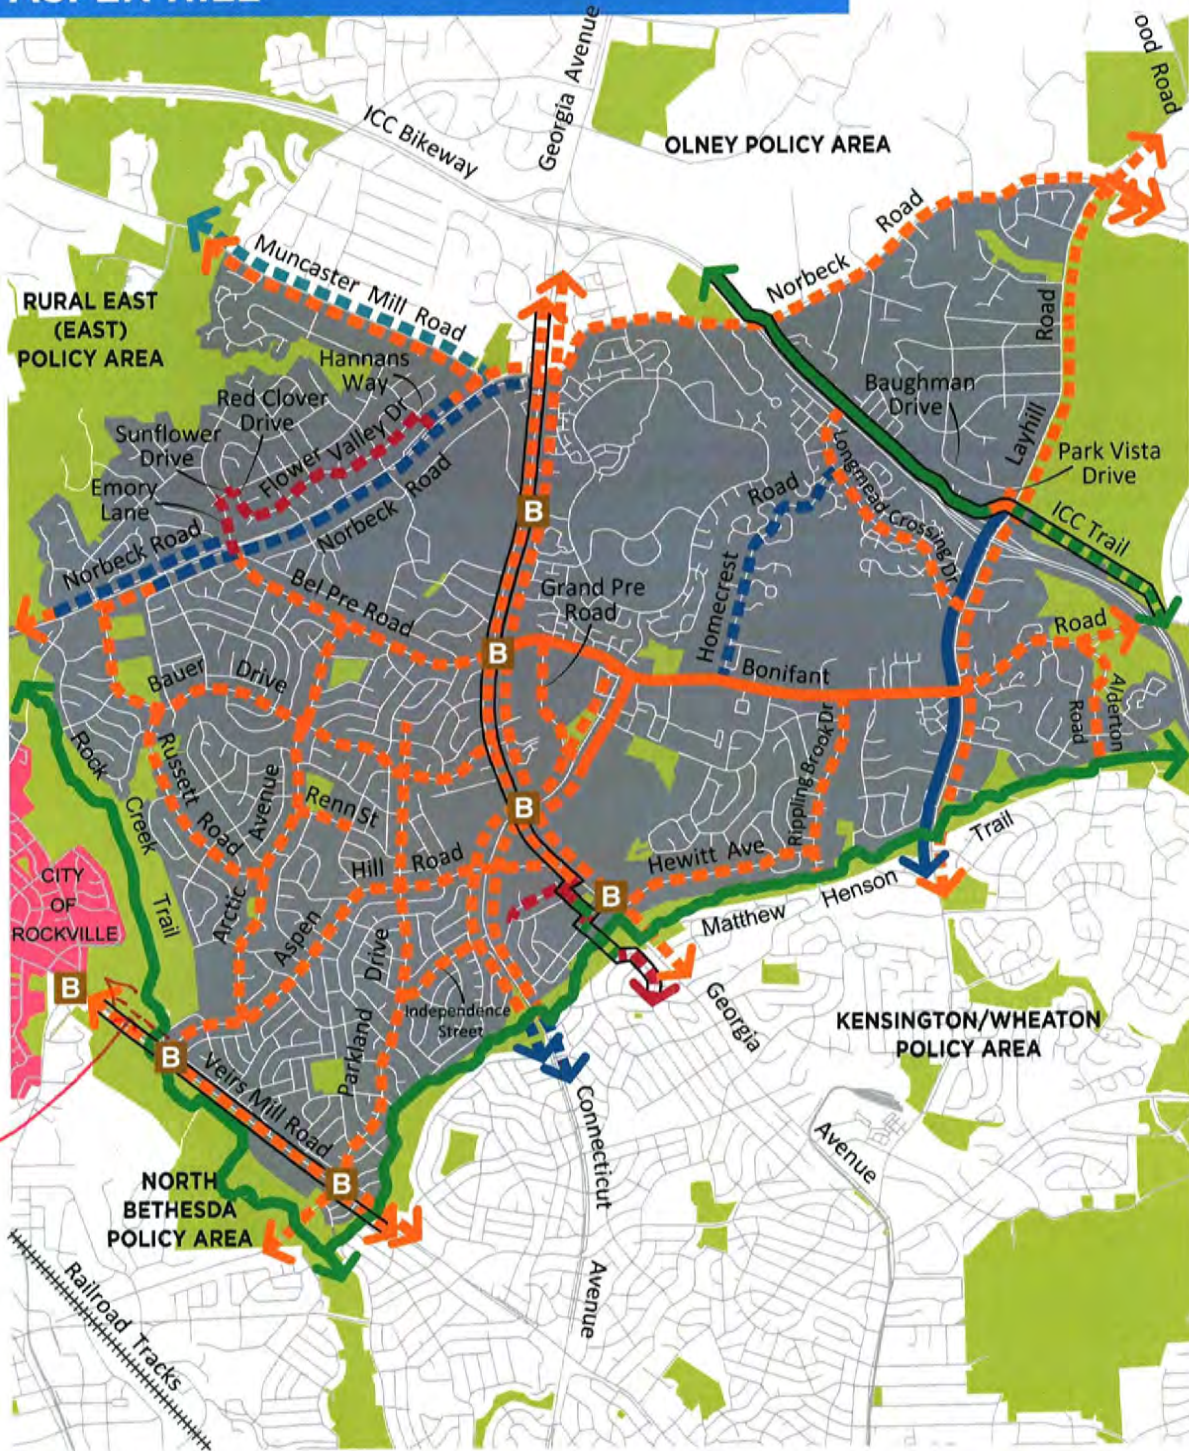 ASPEN HILL
Georgia Avenue
ood Road
ICC Bikeway
OLNEY POLICY AREA
Road
Norbeck
Muncaster Mill Road
RURAL EAST
(EAST)
POLICY AREA
Road
Hannans
Way
Red Clover
Drive
Baughman
Drive
Sunflower
Drive
Flower Valley Dr
Layhill
Park Vista
Drive
Emory
Lane
Norbeck Road
Longmead Crossing Dr
Road
B
ICC Trail
Norbeck Road
Bel Pre Road
Grand Pre
Road
Homecrest
Road
B
Bonifant
Bauer Drive
Alderton
Road
Rock
Creek
Trail
Russett
Road
Avenue
Arctic
Renn St
Rippling Brook Dr
B
Hill Road
Aspen
Hewitt Ave
Trail
Henson
Matthew
CITY
OF
ROCKVILLE
B
Drive
Parkland
Independence
Street
B
Georgia
KENSINGTON/WHEATON
POLICY AREA
B
Veirs Mill Road
Connecticut
Avenue
Avenue
B
NORTH
BETHESDA
POLICY AREA
Railroad Tracks